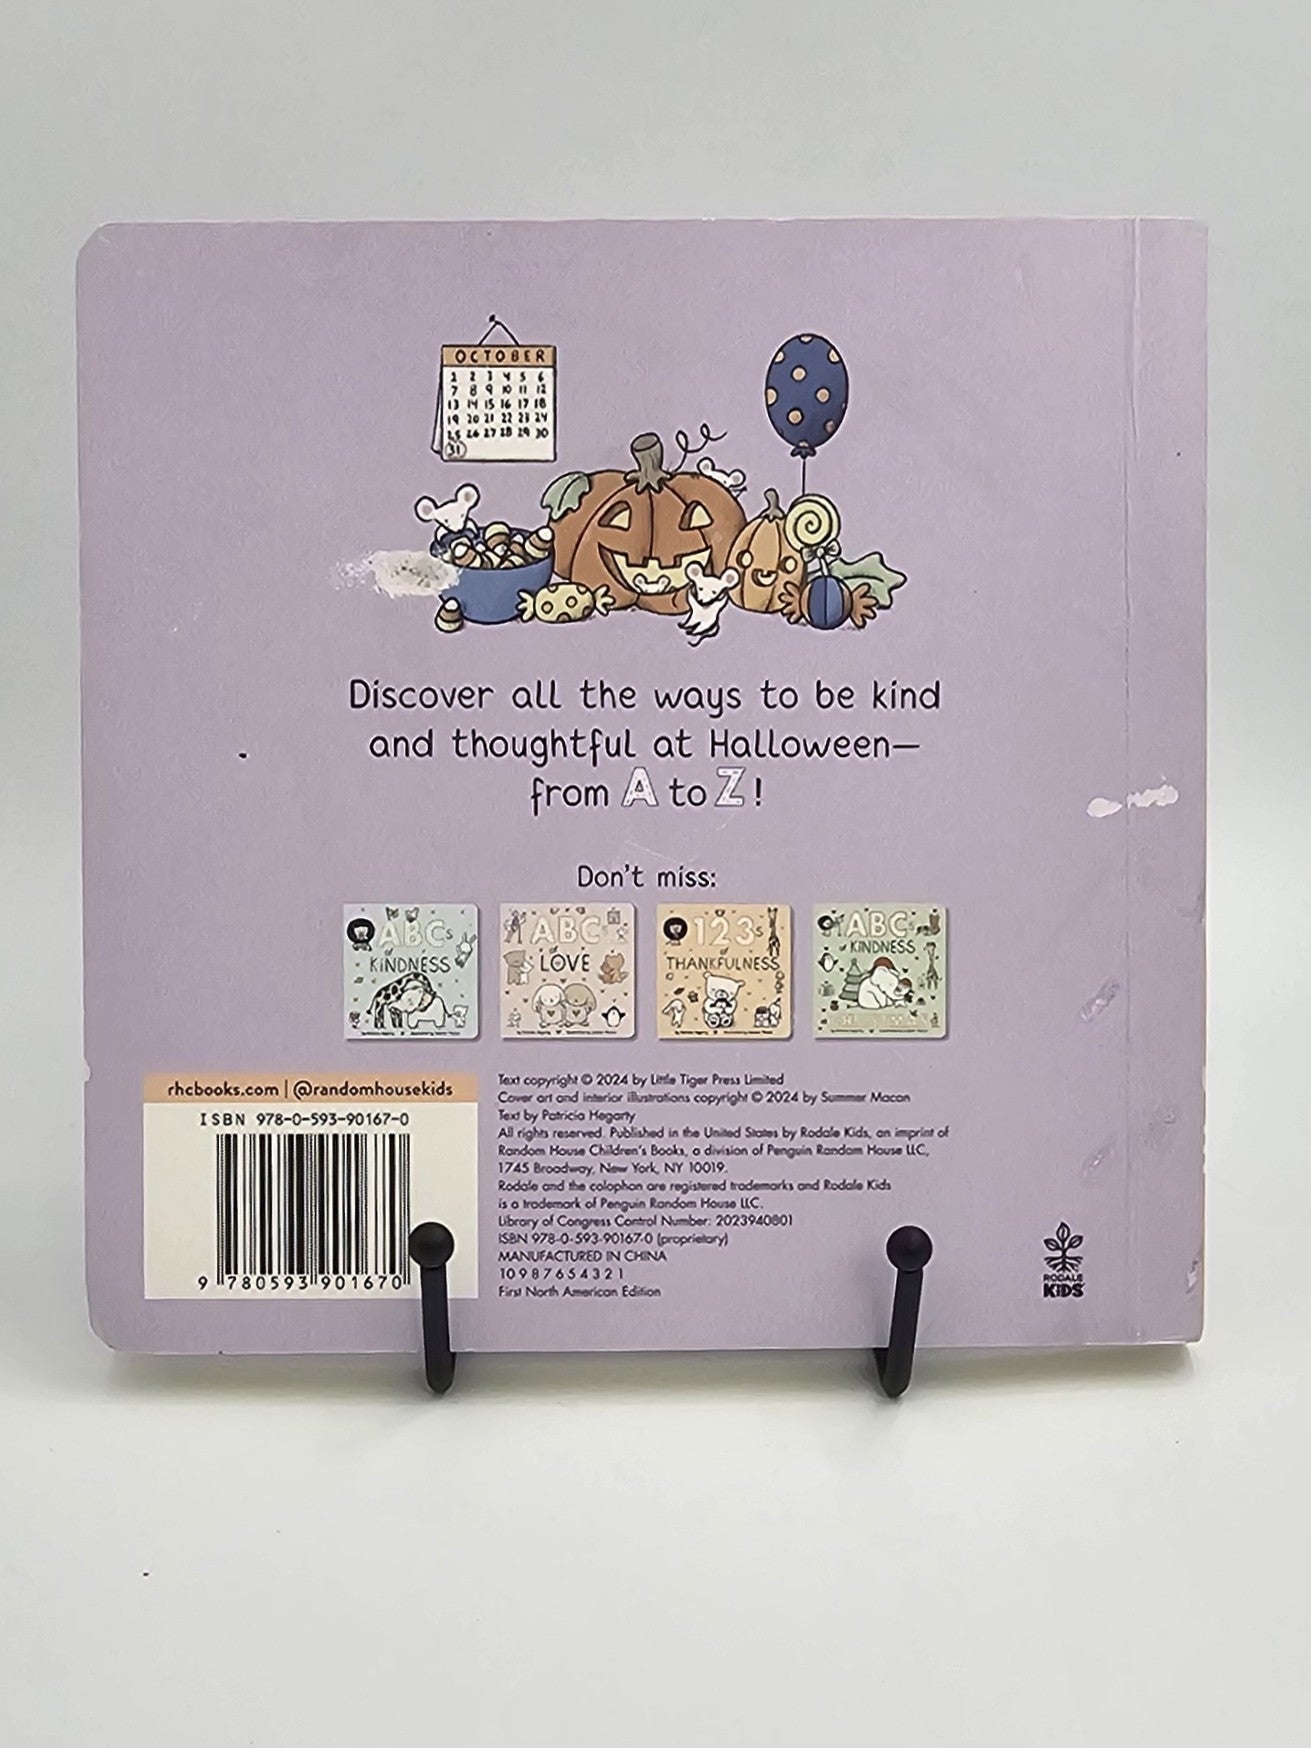 OCTOBER
1 2 3 4 5 6
7 8 9 10 11 12
13 14 15 16 17 18
19 20 21 22 23 24
25 26 27 28 29 30
31
Discover all the ways to be kind
and thoughtful at Halloween—
from A to Z!
Don't miss:
ABCs
of
KINDNESS
ABCs
of
LOVE
123s
of
THANKFULNESS
ABCs
of KINDNESS
rhcbooks.com | @randomhousekids
ISBN 978-0-593-90167-0
9 780593 901670
Text copyright © 2024 by Little Tiger Press Limited
Cover art and interior illustrations copyright © 2024 by Summer Macon
Text by Patricia Hegarty
All rights reserved. Published in the United States by Rodale Kids, an imprint of
Random House Children's Books, a division of Penguin Random House LLC,
1745 Broadway, New York, NY 10019.
Rodale and the colophon are registered trademarks and Rodale Kids
is a trademark of Penguin Random House LLC.
Library of Congress Control Number: 2023940801
ISBN 978-0-593-90167-0 (proprietary)
MANUFACTURED IN CHINA
10 9 8 7 6 5 4 3 2 1
First North American Edition
RODALE
KiDS